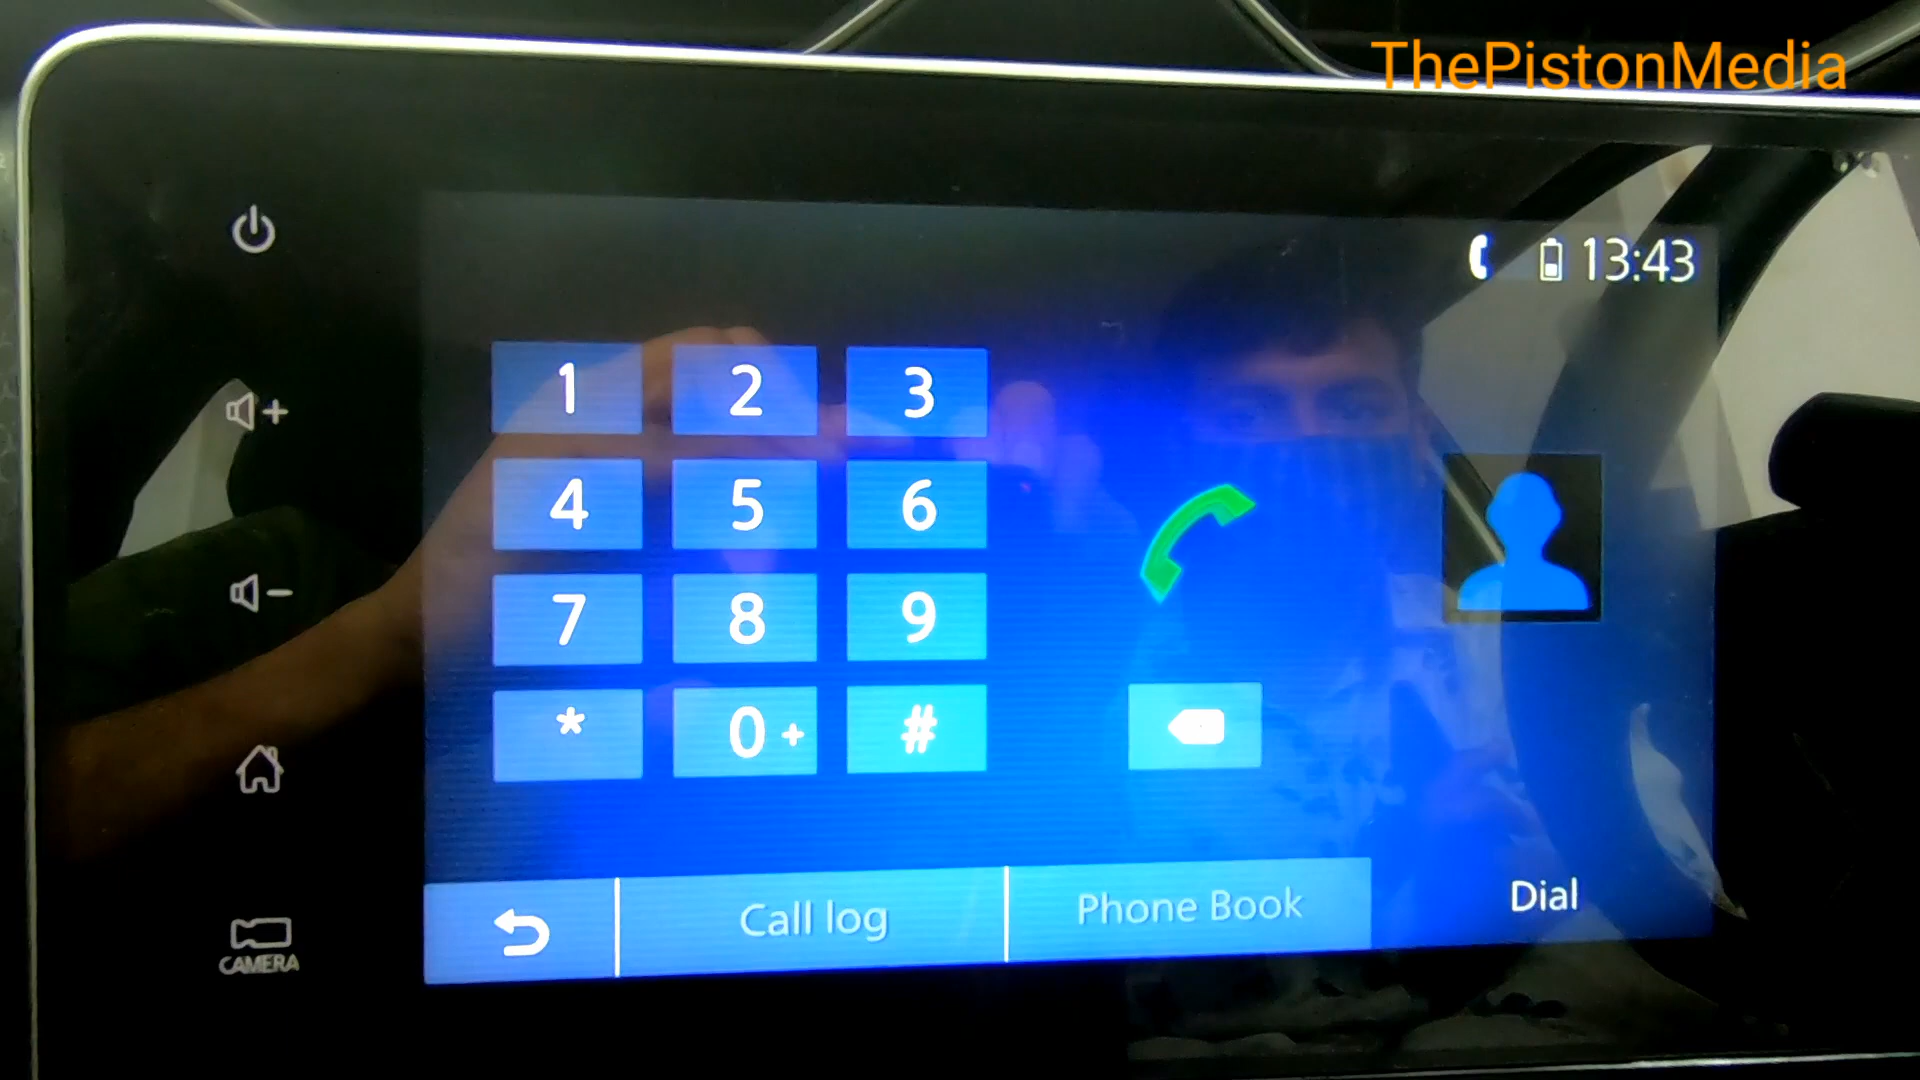 ThePistonMedia
13:43
1 2 3
4 5 6
7 8 9
* 0 + #
Call log Phone Book Dial
CAMERA